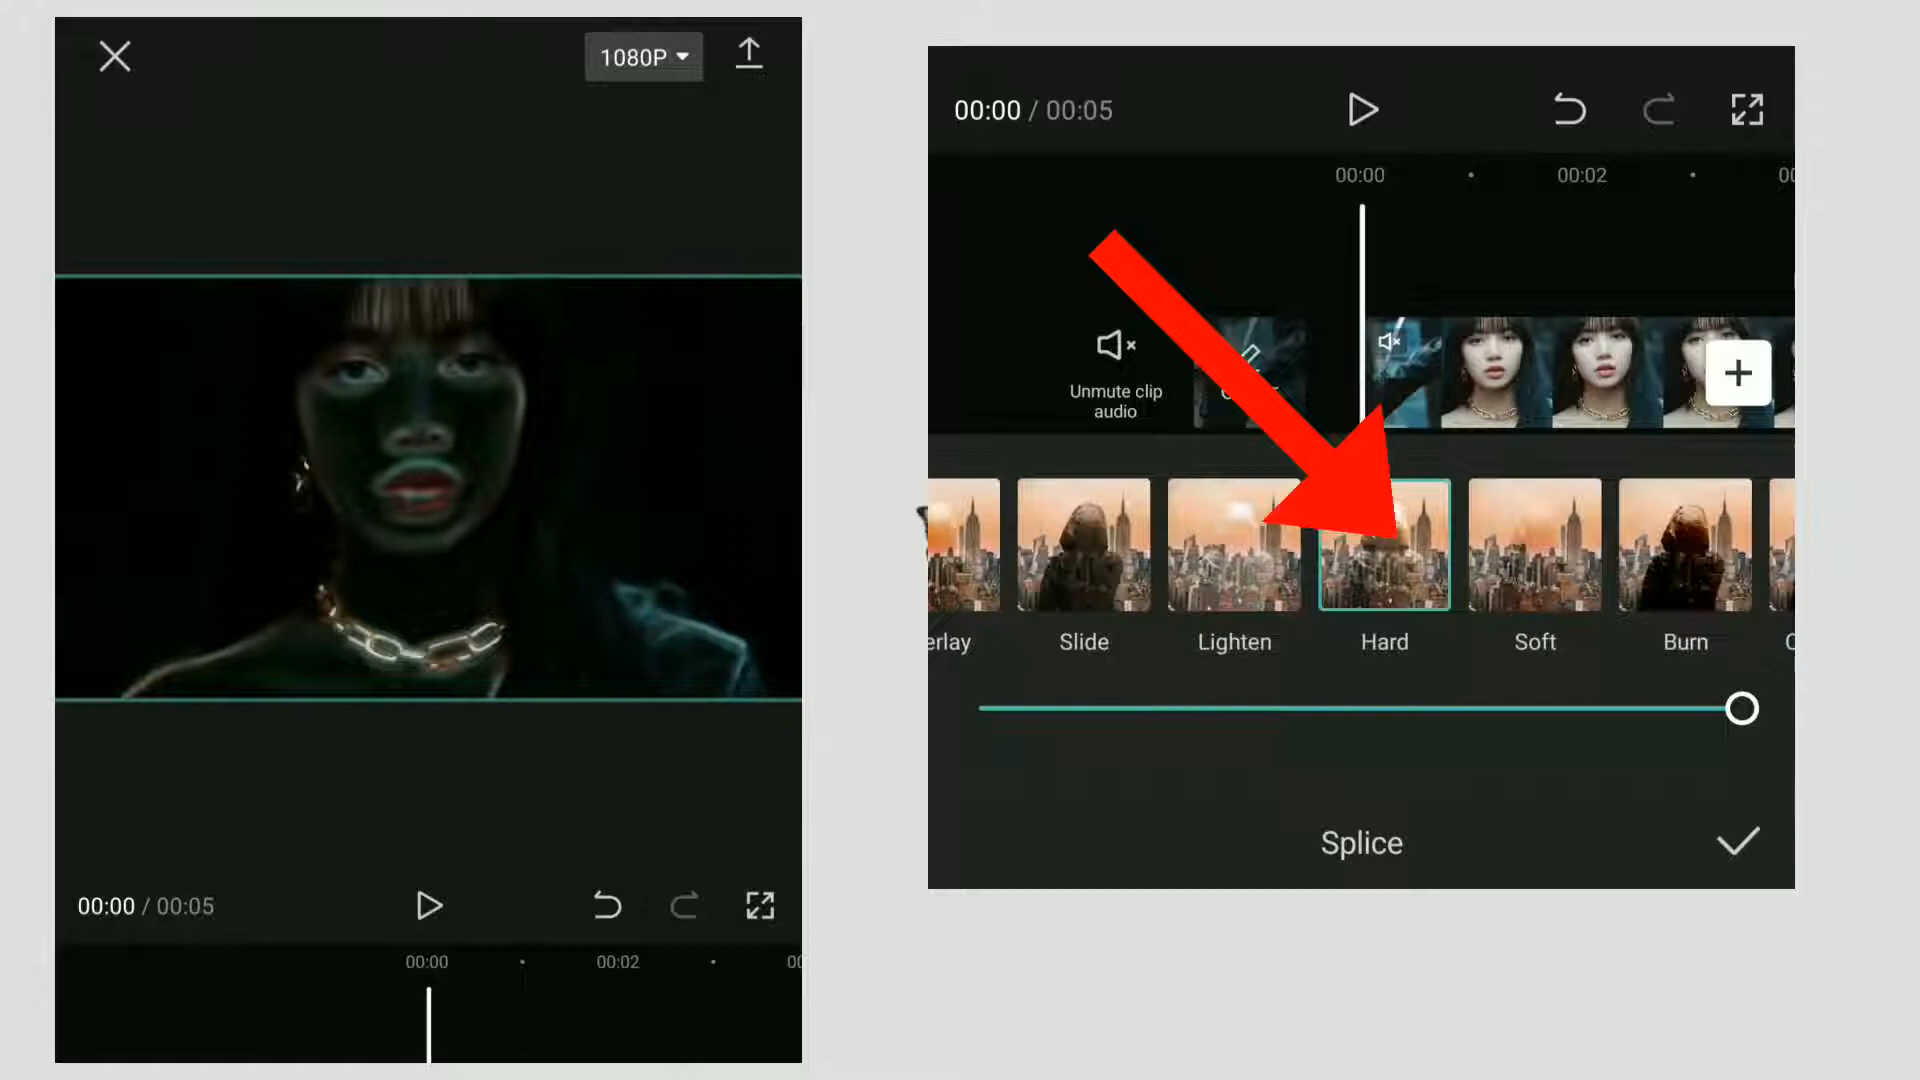 1080P
00:00 / 00:05
00:00
00:02
00:00 / 00:05
00:00
00:02
Unmute clip
audio
erlay
Slide
Lighten
Hard
Soft
Burn
Splice